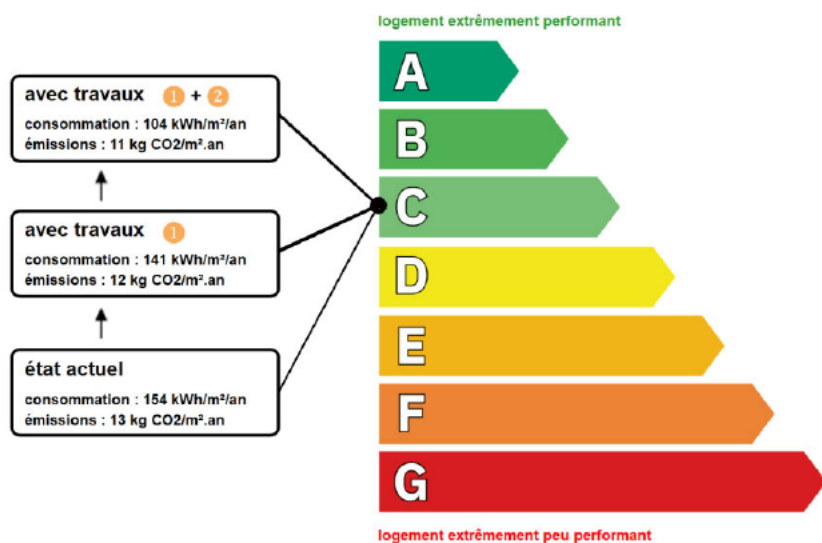 logement extrêmement performant
avec travaux 1 + 2
consommation : 104 kWh/m²/an
émissions : 11 kg CO2/m².an
avec travaux 1
consommation : 141 kWh/m²/an
émissions : 12 kg CO2/m².an
état actuel
consommation : 154 kWh/m²/an
émissions : 13 kg CO2/m².an
A
B
C
D
E
F
G
logement extrêmement peu performant